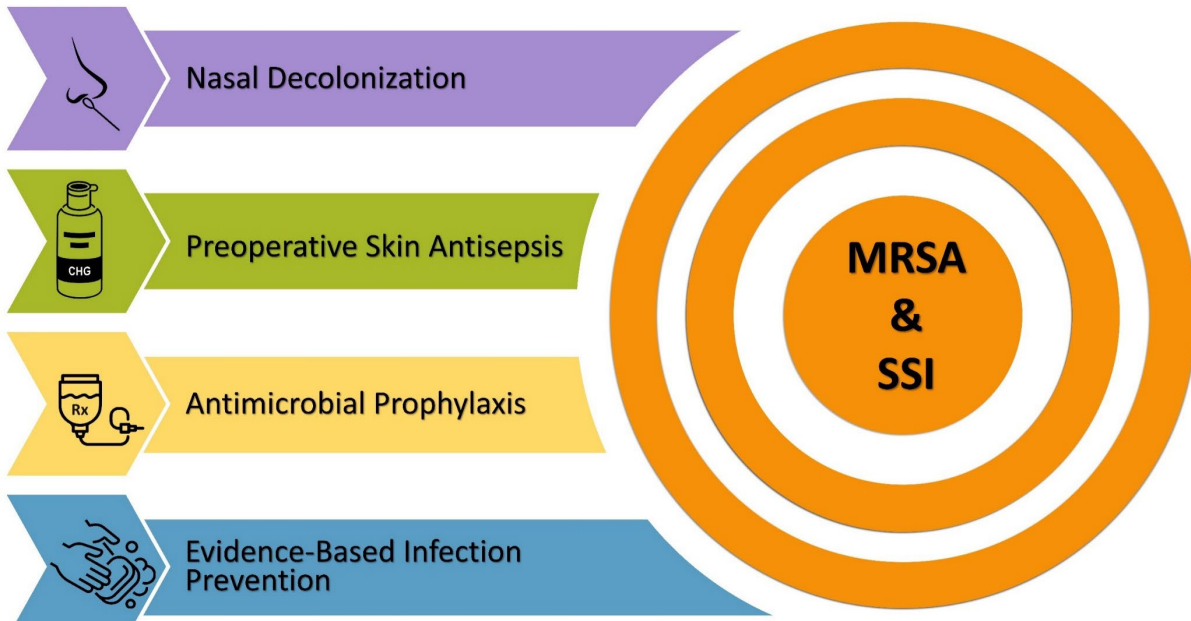 Nasal Decolonization
CHG
Preoperative Skin Antisepsis
Rx
Antimicrobial Prophylaxis
Evidence-Based Infection
Prevention
MRSA
&
SSI